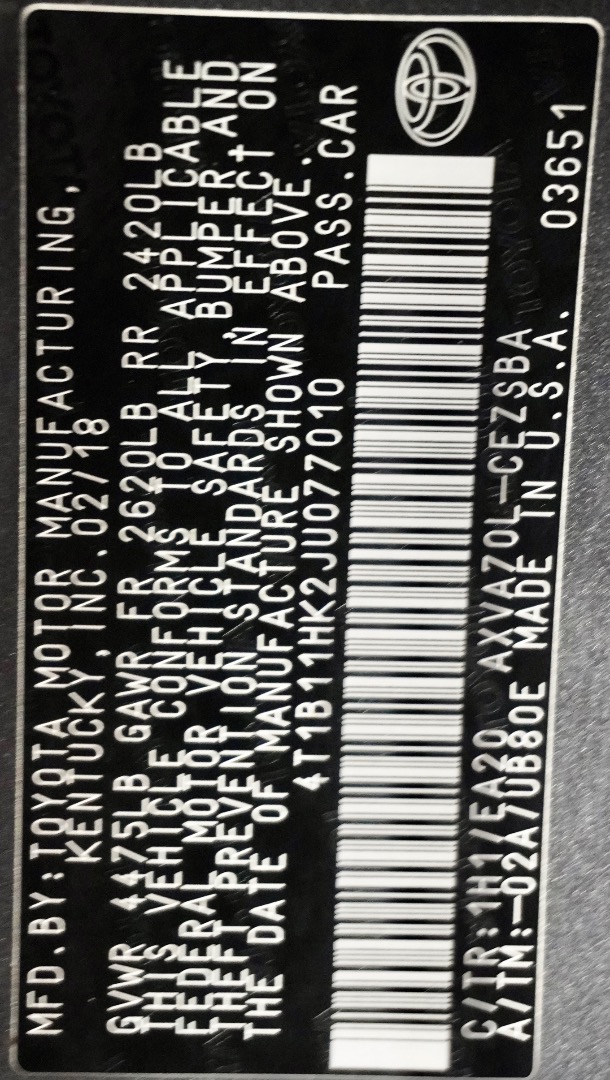 MFD.BY:TOYOTA MOTOR MANUFACTURING,
KENTUCKY, INC.02/18
GVWR 4475LB GAWR FR 2620LB RR 2420LB
THIS VEHICLE CONFORMS TO ALL APPLICABLE
FEDERAL MOTOR VEHICLE SAFETY, BUMPER AND
THEFT PREVENTION STANDARDS IN EFFECT ON
THE DATE OF MANUFACTURE SHOWN ABOVE.
4T1B11HK2JU077010 PASS.CAR
C/TR:1H1/EA20 AXVA70L-CEZSBA
A/TM:-02A/UB80E MADE IN U.S.A. 03651